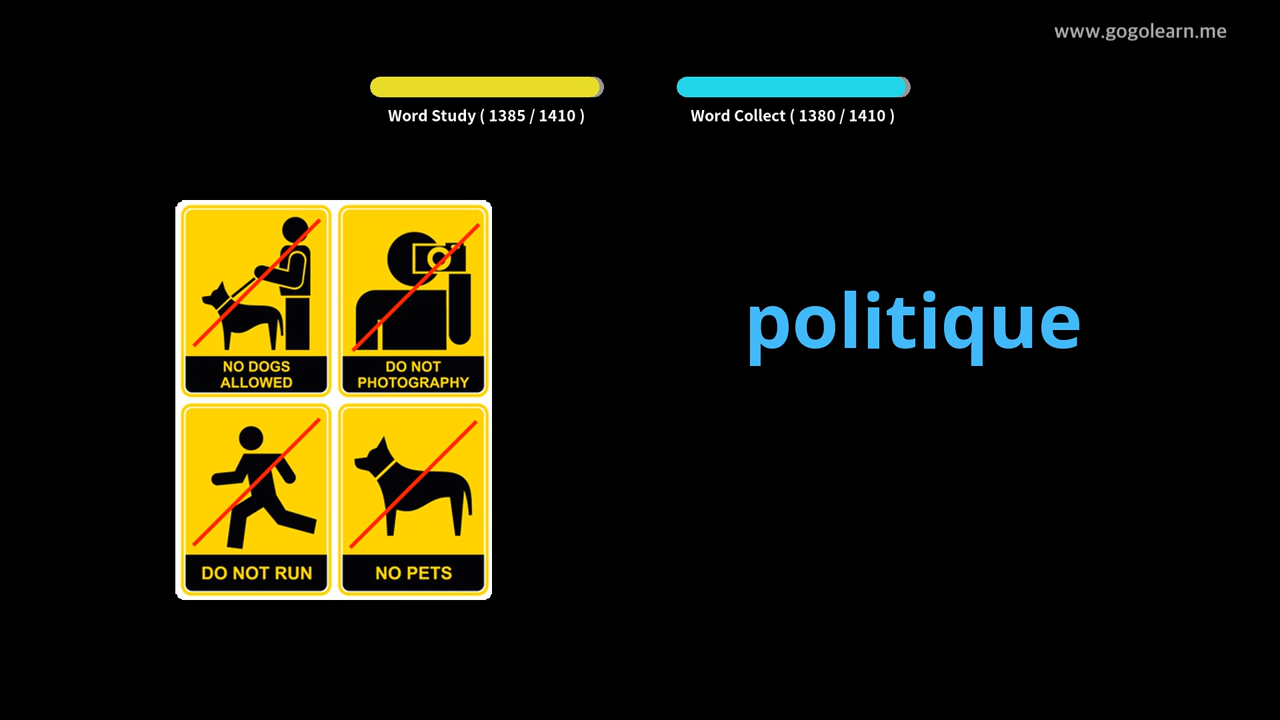 www.gogolearn.me
Word Study ( 1385 / 1410 )
Word Collect ( 1380 / 1410 )
NO DOGS
ALLOWED
DO NOT
PHOTOGRAPHY
DO NOT RUN
NO PETS
politique